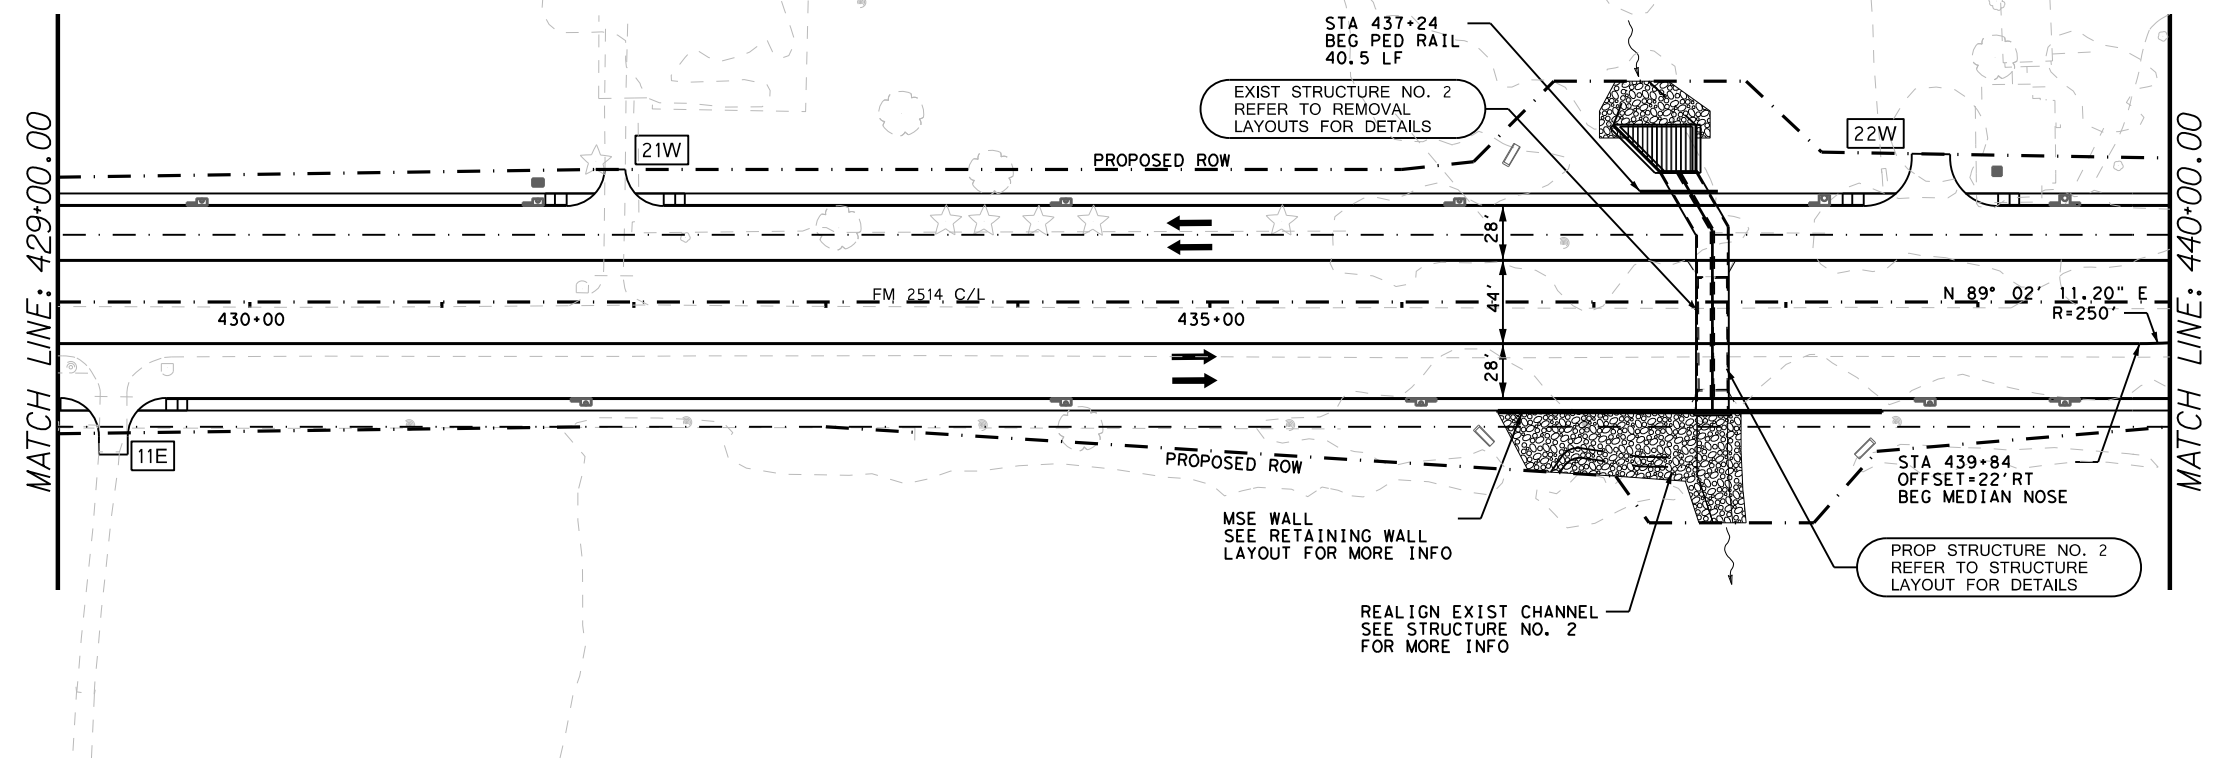 STA 437+24
BEG PED RAIL
40.5 LF
EXIST STRUCTURE NO. 2
REFER TO REMOVAL
LAYOUTS FOR DETAILS
MATCH LINE: 429+00.00
21W
PROPOSED ROW
22W
MATCH LINE: 440+00.00
28'
FM 2514 C/L
44'
N 89° 02' 11.20" E
R=250'
430+00
435+00
28'
11E
PROPOSED ROW
STA 439+84
OFFSET=22'RT
BEG MEDIAN NOSE
MSE WALL
SEE RETAINING WALL
LAYOUT FOR MORE INFO
PROP STRUCTURE NO. 2
REFER TO STRUCTURE
LAYOUT FOR DETAILS
REALIGN EXIST CHANNEL
SEE STRUCTURE NO. 2
FOR MORE INFO